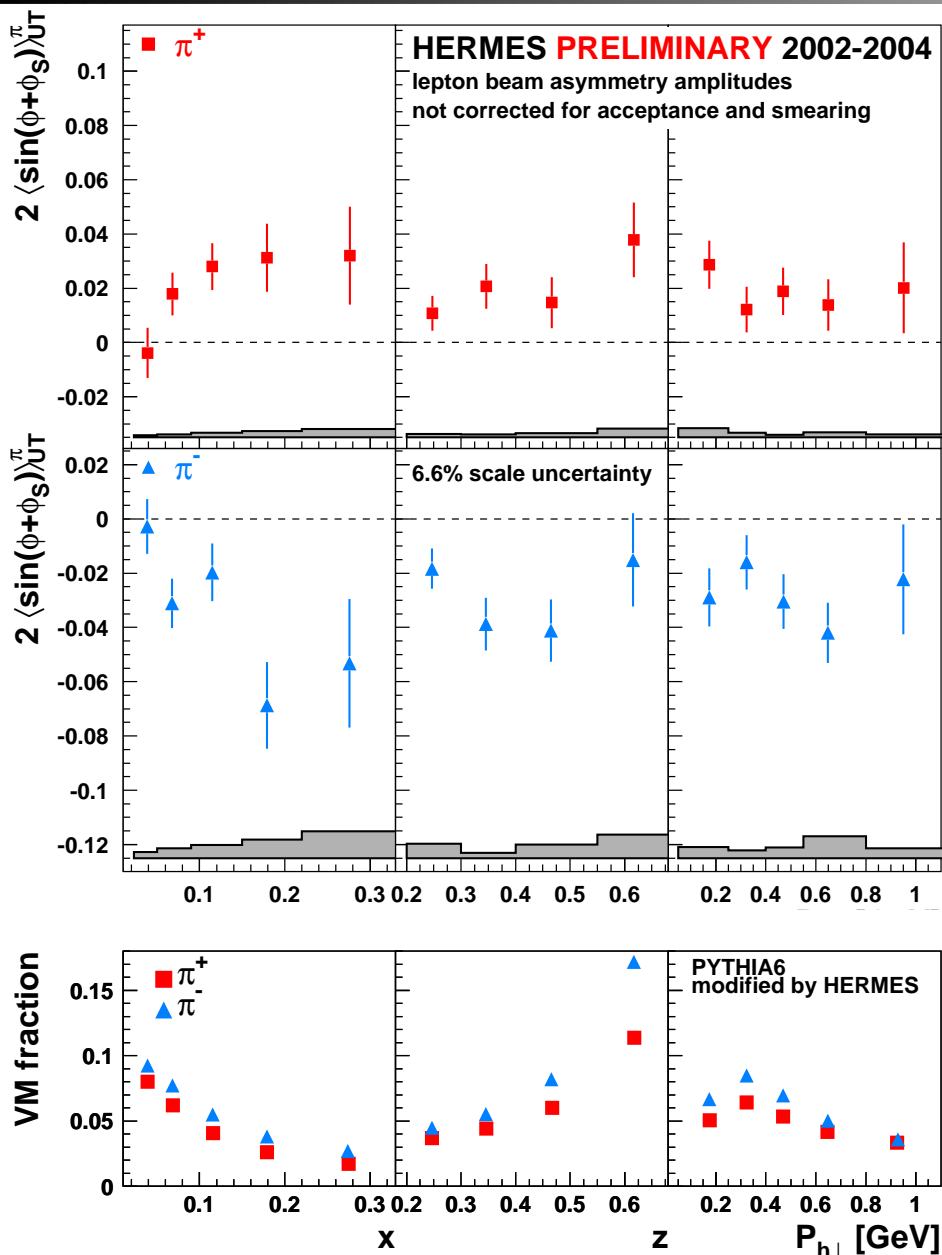 π+
HERMES PRELIMINARY 2002-2004
lepton beam asymmetry amplitudes
not corrected for acceptance and smearing
2 ⟨sin(ϕ+ϕS)⟩πUT
0.1
0.08
0.06
0.04
0.02
0
-0.02
π-
6.6% scale uncertainty
2 ⟨sin(ϕ+ϕS)⟩πUT
0.02
0
-0.02
-0.04
-0.06
-0.08
-0.1
-0.12
0.1 0.2 0.3 0.2 0.3 0.4 0.5 0.6 0.2 0.4 0.6 0.8 1
VM fraction
π+
π-
PYTHIA6
modified by HERMES
0.15
0.1
0.05
0
0.1 0.2 0.3 0.2 0.3 0.4 0.5 0.6 0.2 0.4 0.6 0.8 1
x z Ph⊥ [GeV]